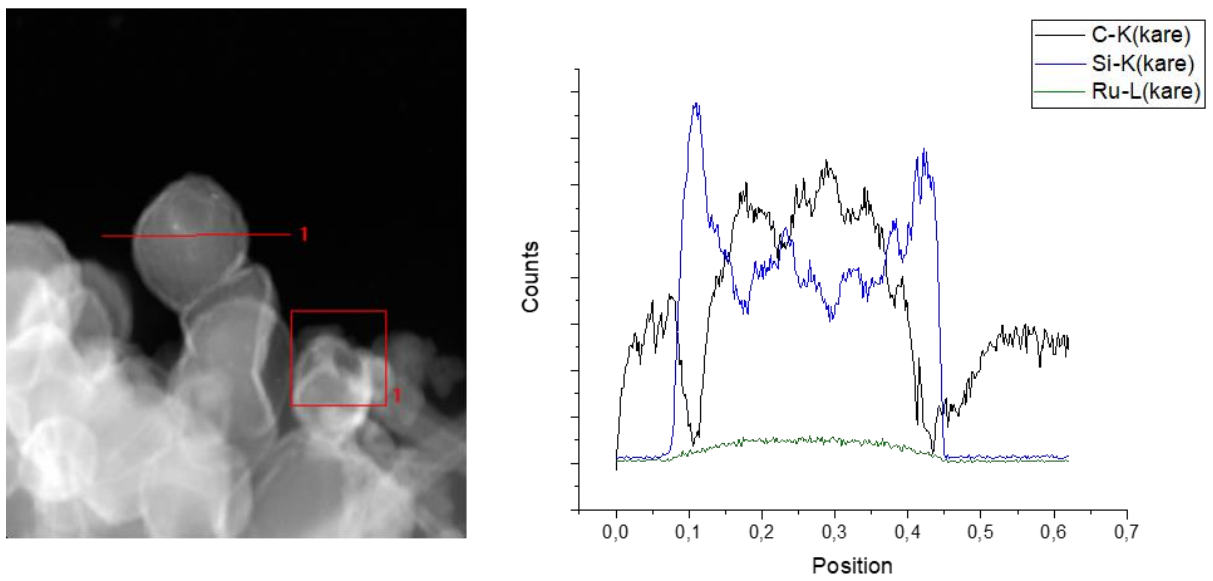 1
1
C-K(kare)
Si-K(kare)
Ru-L(kare)
Counts
0,0 0,1 0,2 0,3 0,4 0,5 0,6 0,7
Position